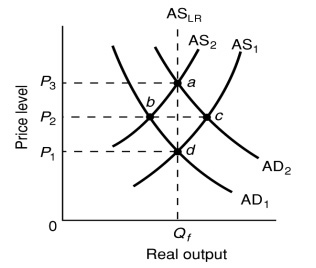 AS_LR
AS_2
AS_1
P_3
a
b
Price level
P_2
c
P_1
d
AD_2
AD_1
0
Q_f
Real output